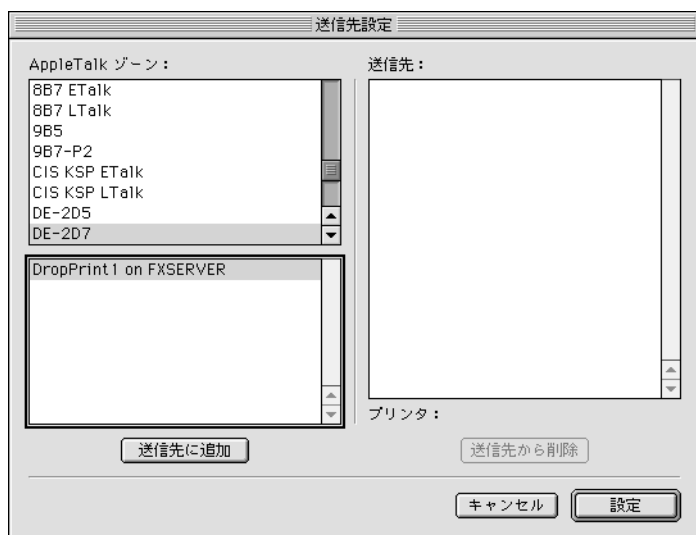 送信先設定
AppleTalk ゾーン：
8B7 ETalk
8B7 LTalk
9B5
9B7-P2
CIS KSP ETalk
CIS KSP LTalk
DE-2D5
DE-2D7
DropPrint1 on FXSERVER
送信先に追加
送信先：
プリンタ：
送信先から削除
キャンセル
設定